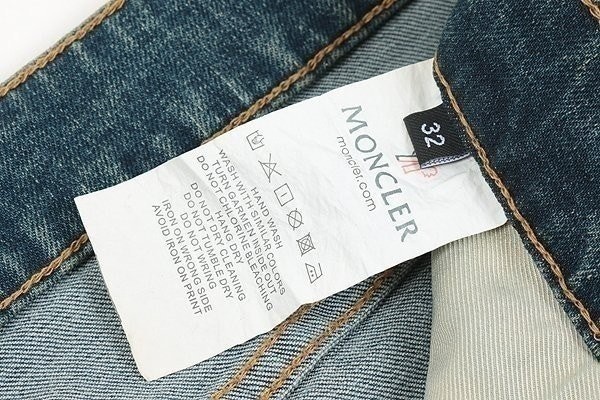 32
MONCLER
moncler.com
HAND WASH
WASH WITH SIMILAR COLORS
TURN GARMENT INSIDE OUT
DO NOT CHLORINE BLEACHING
HANG DRY
DO NOT DRY CLEANING
DO NOT TUMBLE DRY
DO NOT WRING
IRON ON WRONG SIDE
AVOID IRON ON PRINT